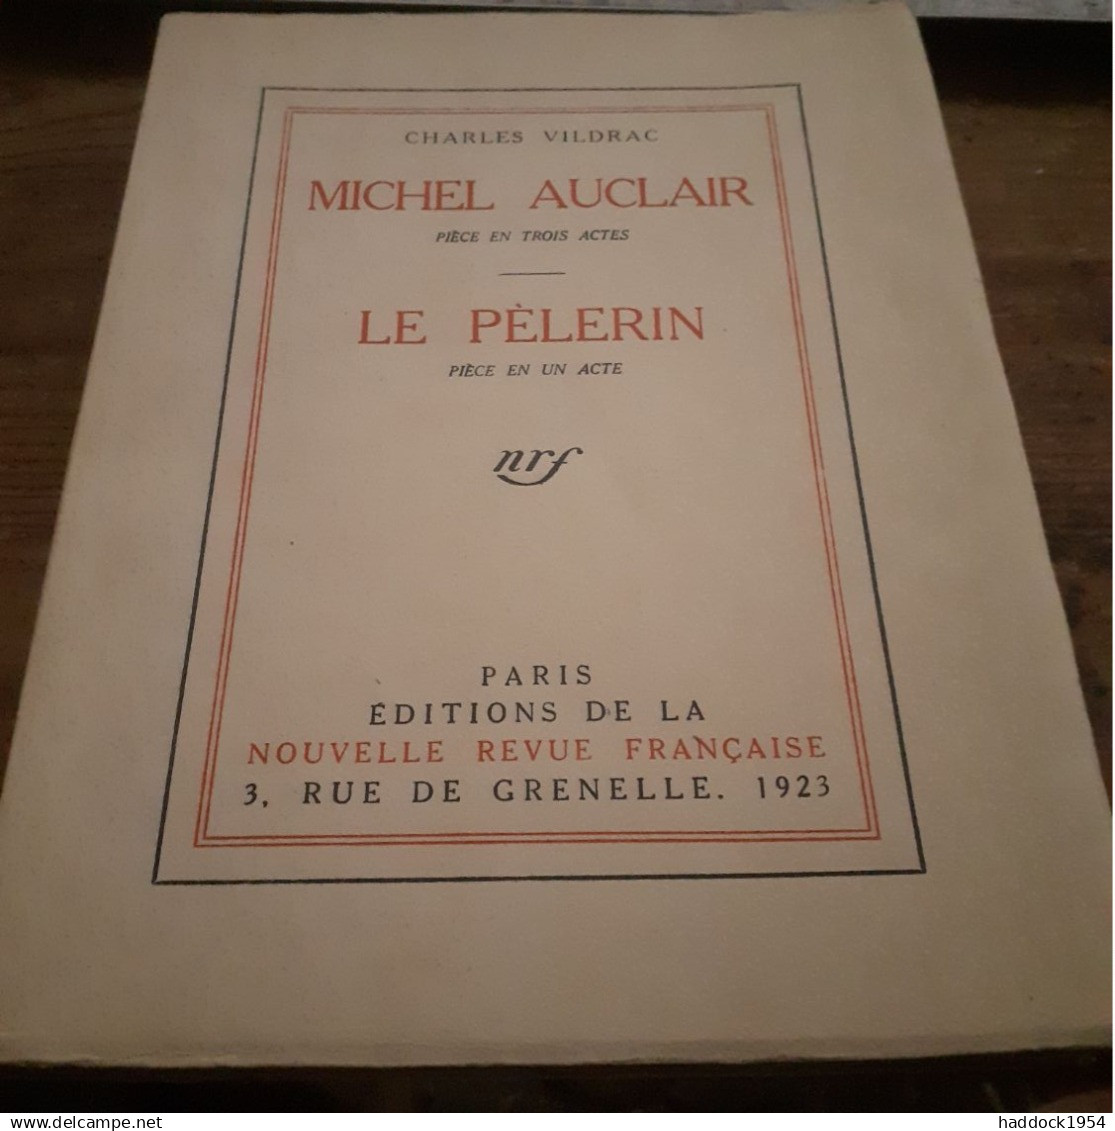 CHARLES VILDRAC
MICHEL AUCLAIR
PIÈCE EN TROIS ACTES
LE PÈLERIN
PIÈCE EN UN ACTE
nrf
PARIS
ÉDITIONS DE LA
NOUVELLE REVUE FRANÇAISE
3, RUE DE GRENELLE. 1923
www.delcampe.net
haddock1954